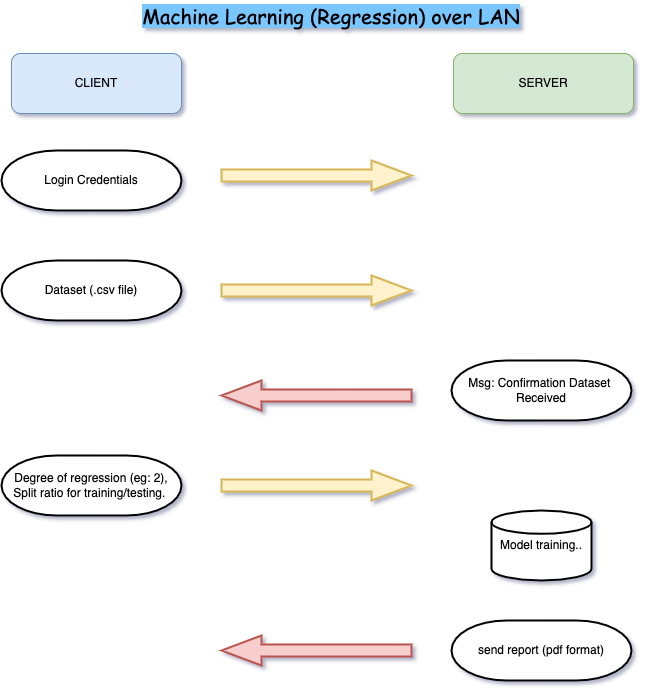 Machine Learning (Regression) over LAN
CLIENT
SERVER
Login Credentials
Dataset (.csv file)
Msg: Confirmation Dataset
Received
Degree of regression (eg: 2),
Split ratio for training/testing.
Model training..
send report (pdf format)